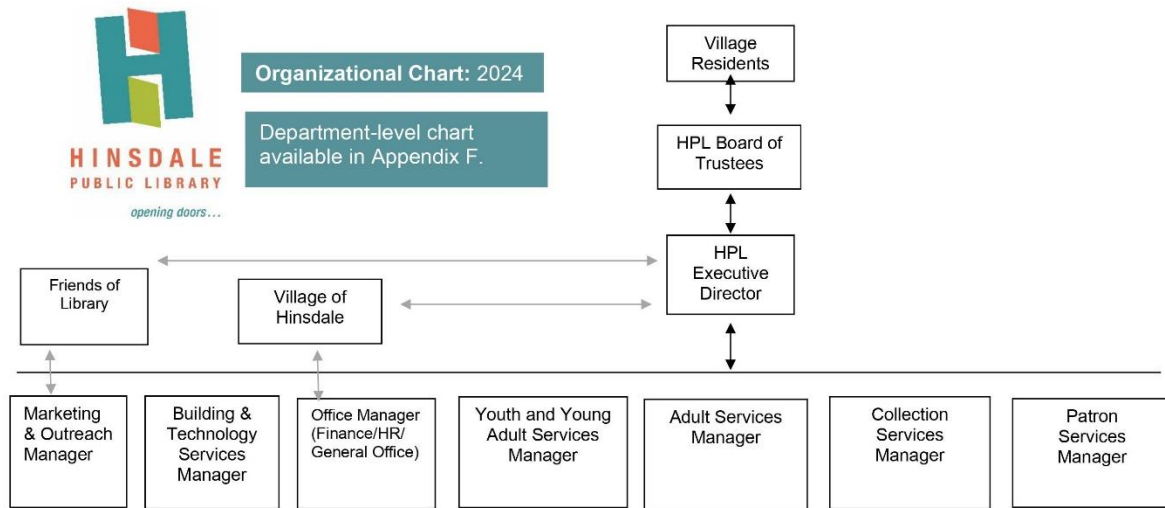 HINSDALE
PUBLIC LIBRARY
opening doors...
Organizational Chart: 2024
Department-level chart
available in Appendix F.
Village
Residents
HPL Board of
Trustees
HPL
Executive
Director
Friends of
Library
Village of
Hinsdale
Marketing
& Outreach
Manager
Building &
Technology
Services
Manager
Office Manager
(Finance/HR/
General Office)
Youth and Young
Adult Services
Manager
Adult Services
Manager
Collection
Services
Manager
Patron
Services
Manager